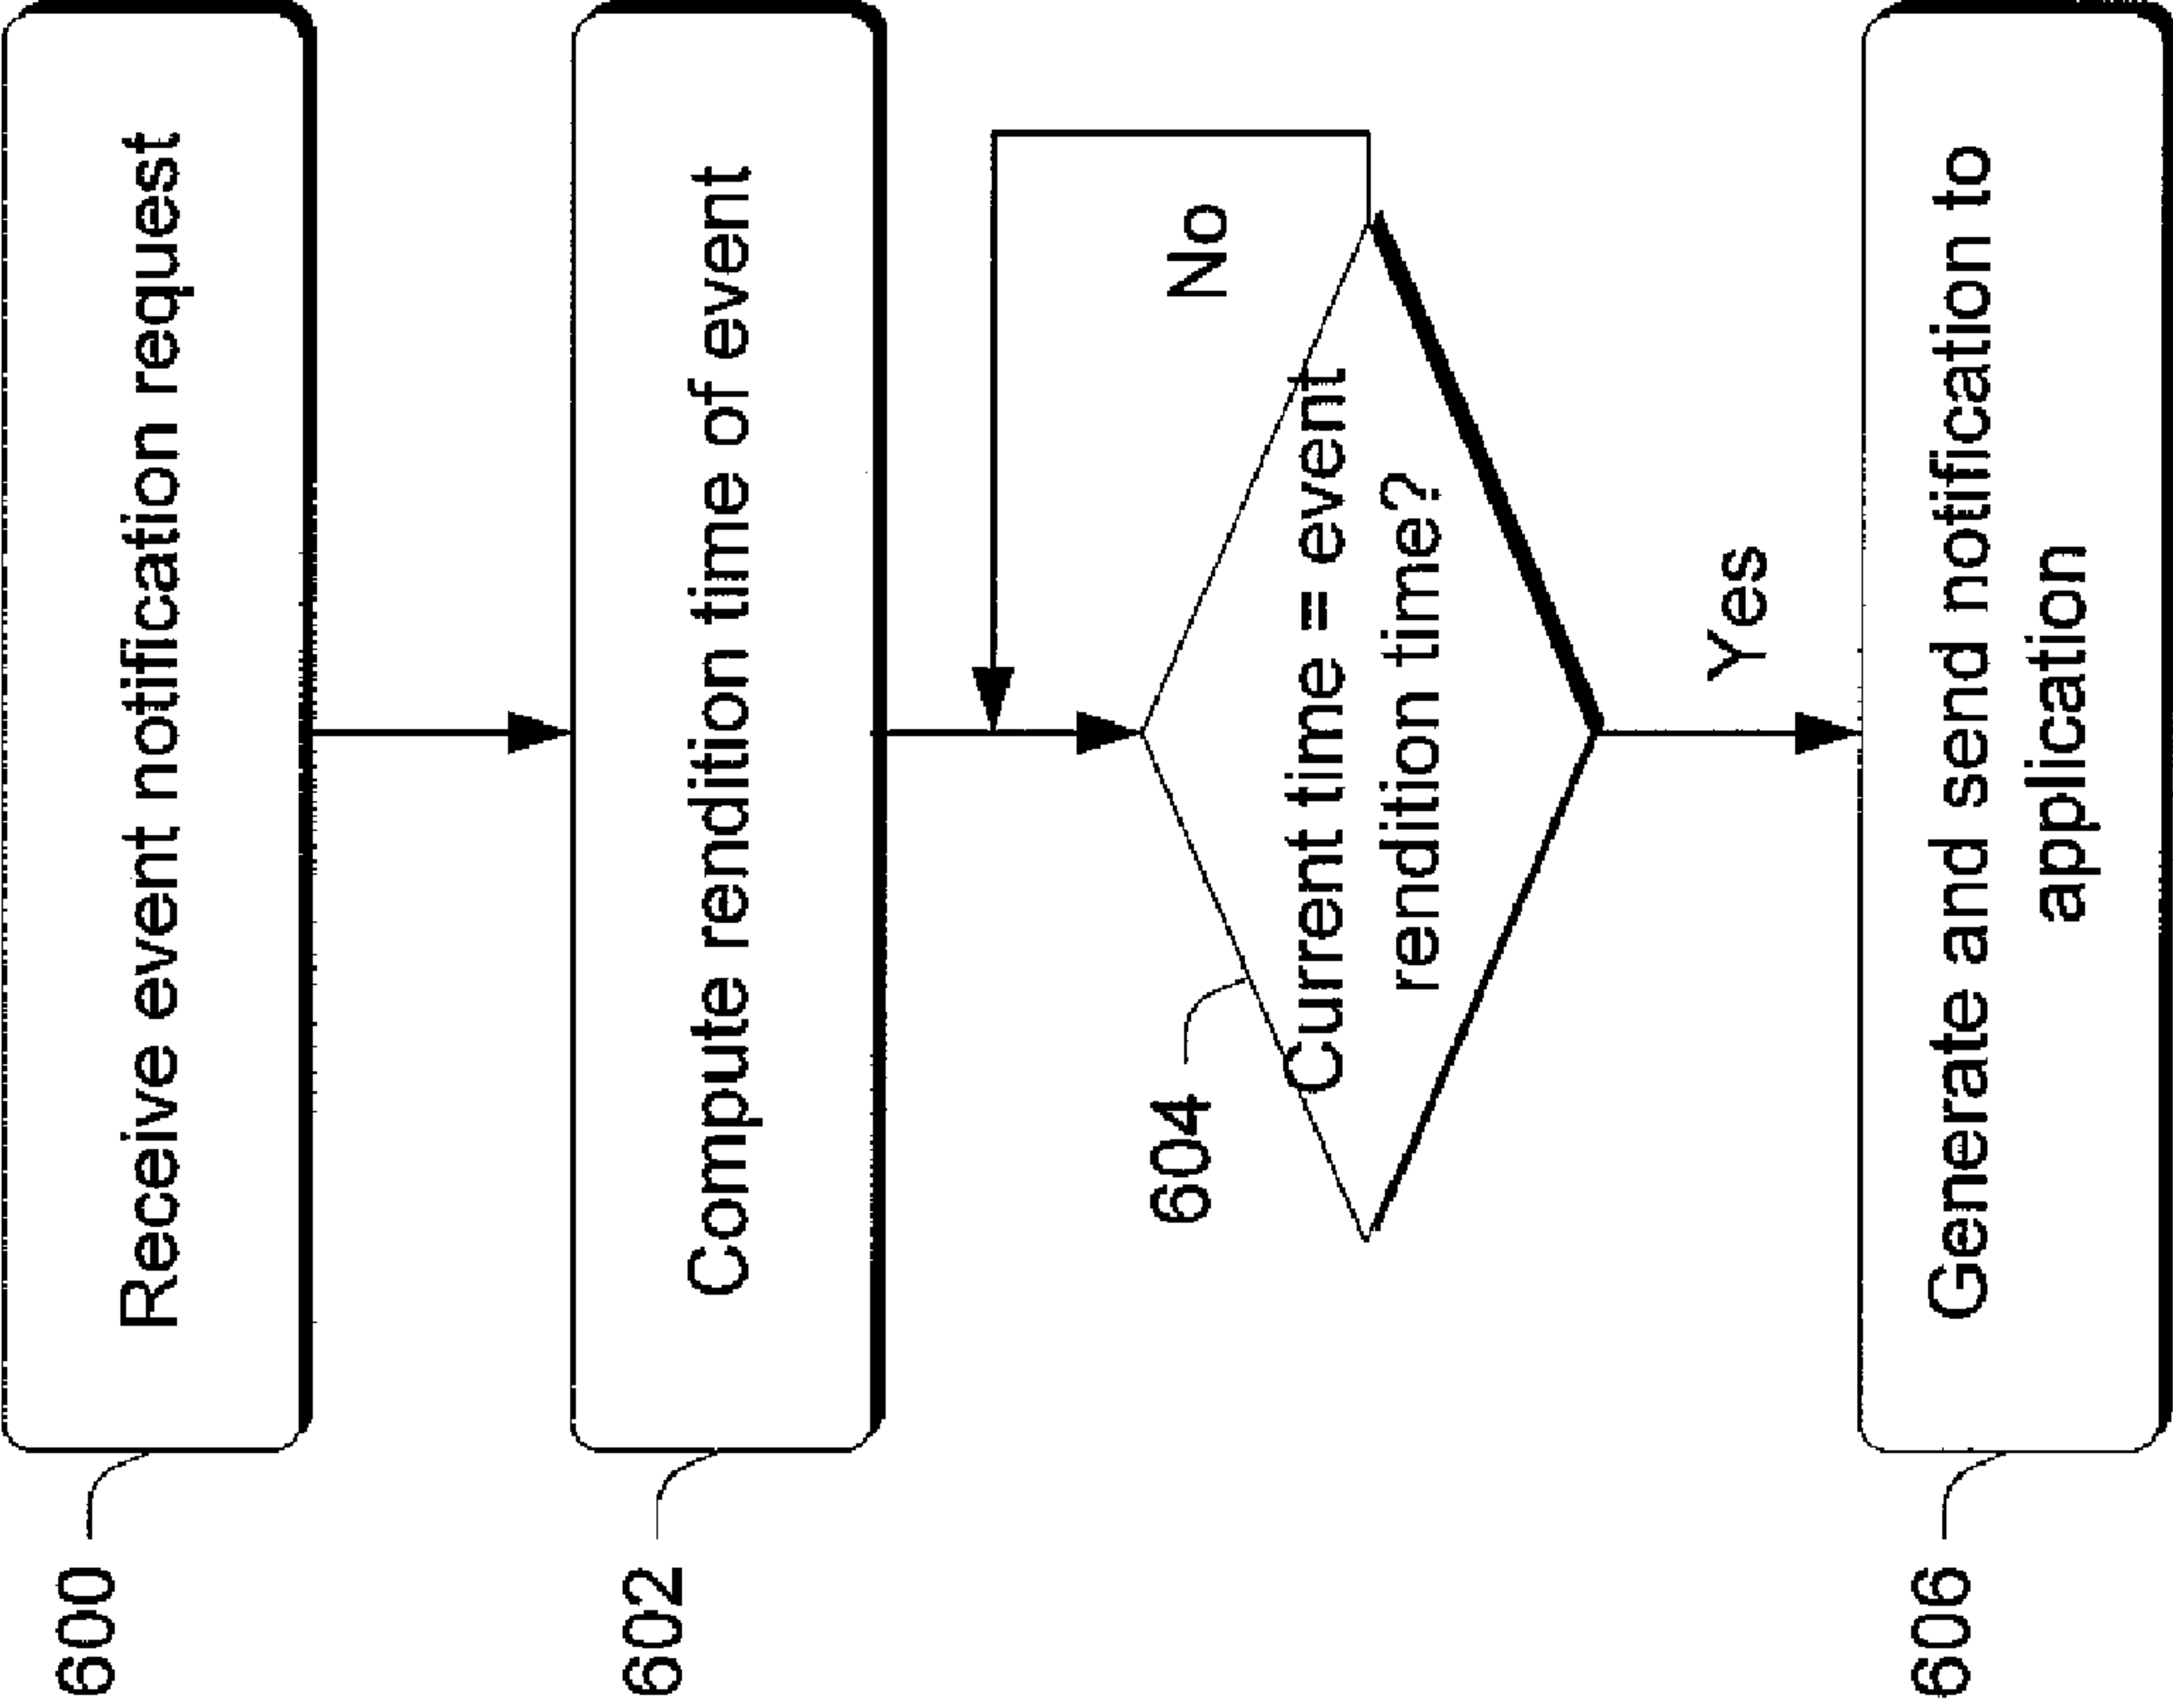 600
Receive event notification request
602
Compute rendition time of event
604
Current time = event
rendition time?
No
Yes
606
Generate and send notification to
application